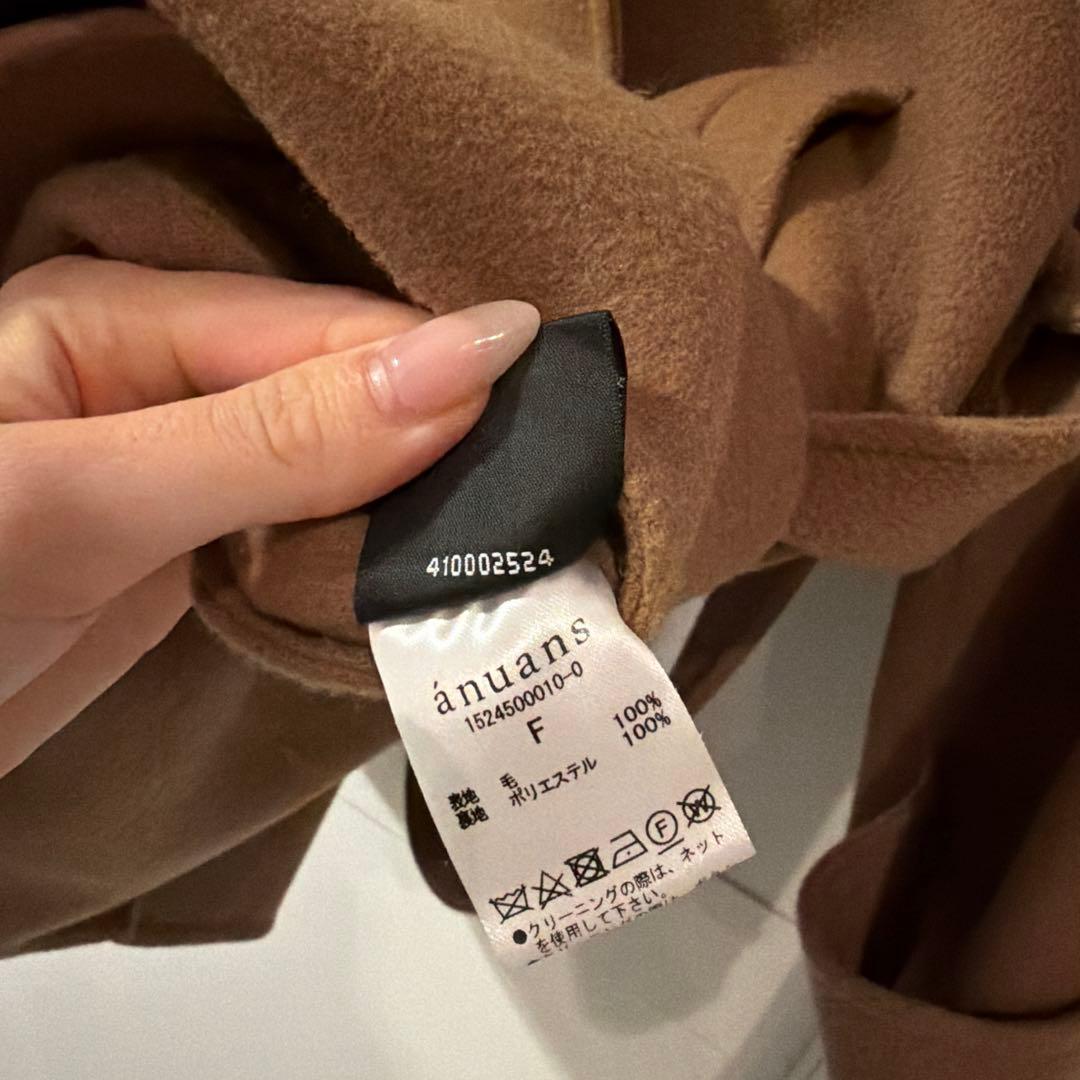 410002524
ánuans
1524500010-0
F
表地 毛 100%
裏地 ポリエステル 100%
F
W
●クリーニングの際は、ネット
を使用して下さい。